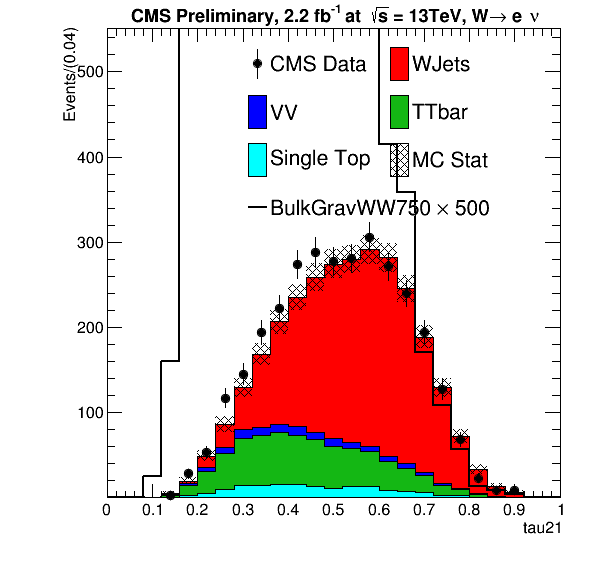 CMS Preliminary, 2.2 fb⁻¹ at √s = 13TeV, W→ e ν
Events/(0.04)
CMS Data
WJets
VV
TTbar
Single Top
MC Stat
BulkGravWW750 × 500
500
400
300
200
100
0 0.1 0.2 0.3 0.4 0.5 0.6 0.7 0.8 0.9 1
tau21